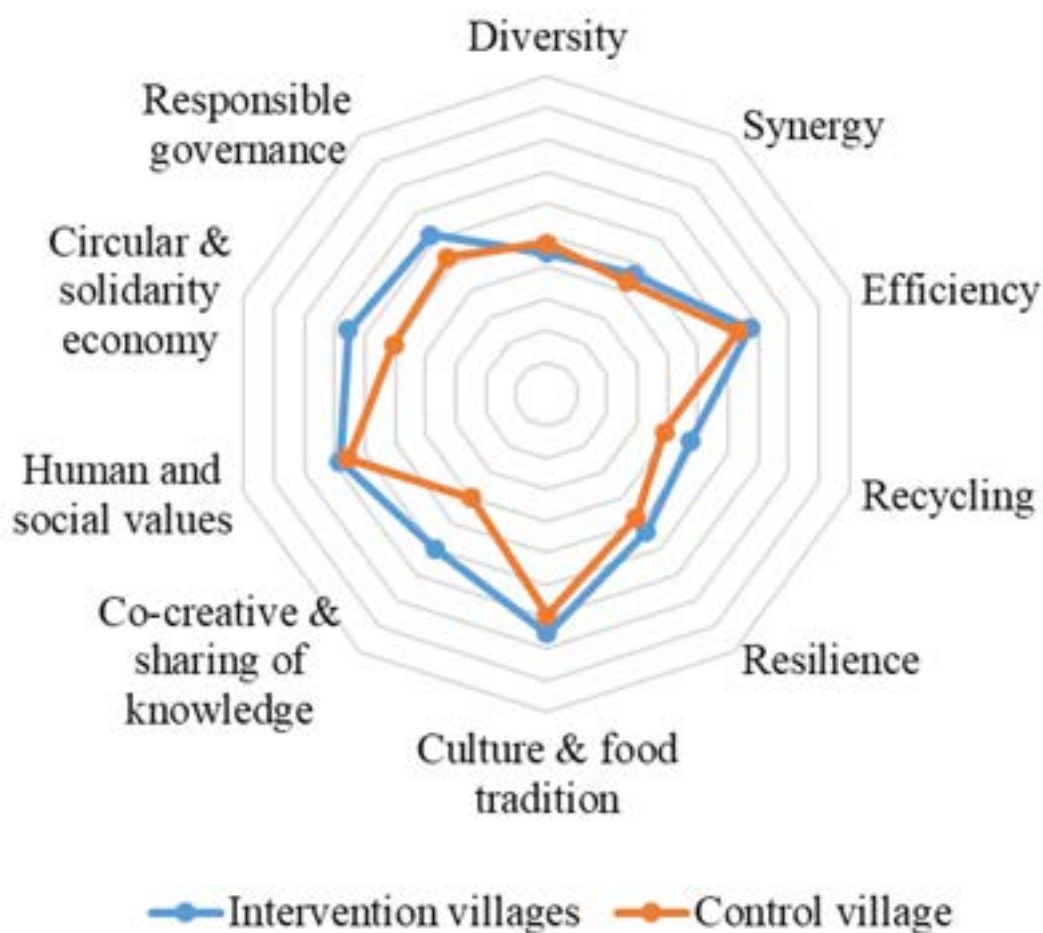 Diversity
Synergy
Efficiency
Recycling
Resilience
Culture & food
tradition
Co-creative &
sharing of
knowledge
Human and
social values
Circular &
solidarity
economy
Responsible
governance
Intervention villages
Control village